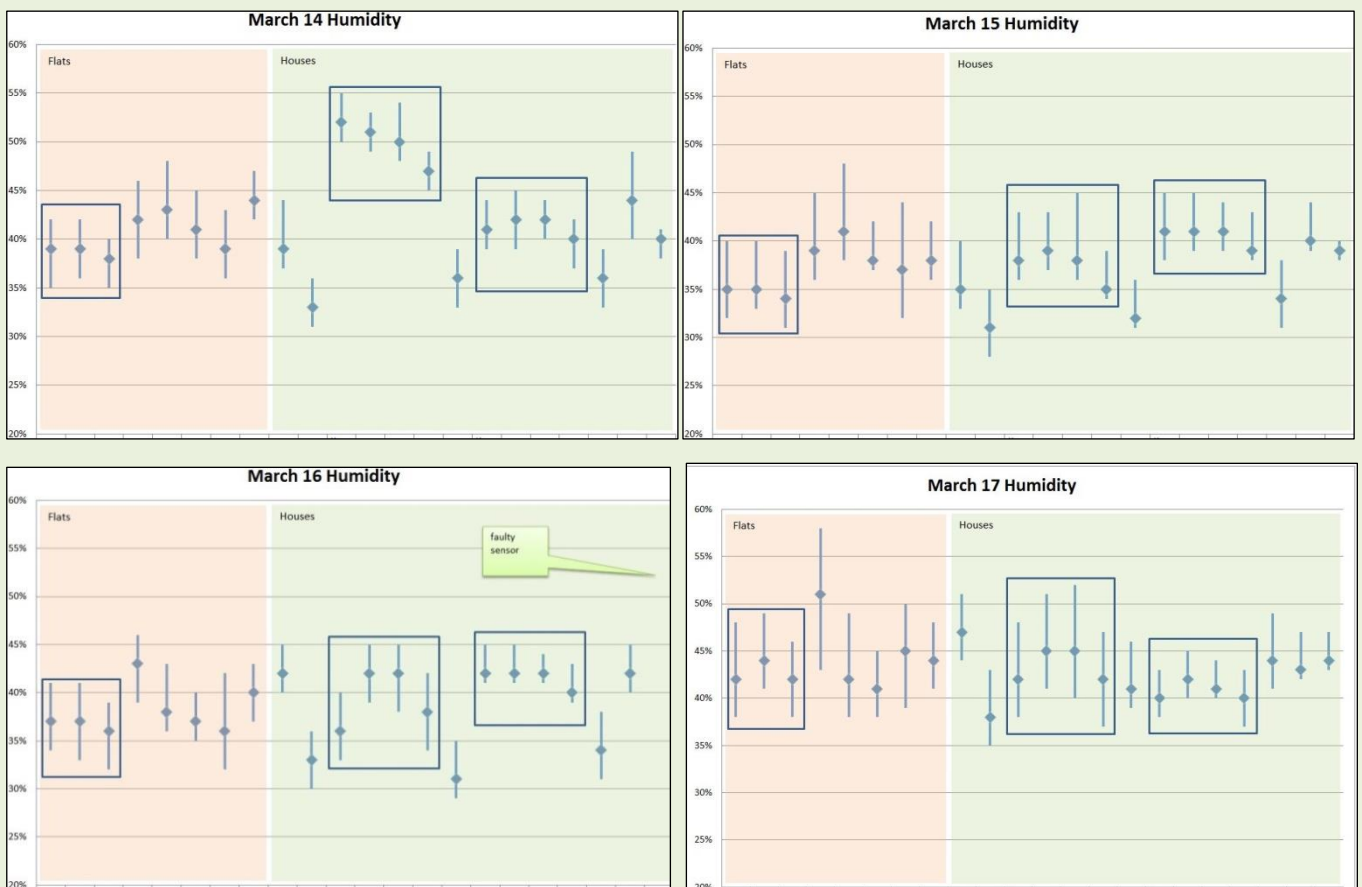 March 14 Humidity
60%
55%
50%
45%
40%
35%
30%
25%
20%
Flats
Houses
March 15 Humidity
60%
55%
50%
45%
40%
35%
30%
25%
20%
Flats
Houses
March 16 Humidity
60%
55%
50%
45%
40%
35%
30%
25%
20%
Flats
Houses
faulty
sensor
March 17 Humidity
60%
55%
50%
45%
40%
35%
30%
25%
20%
Flats
Houses